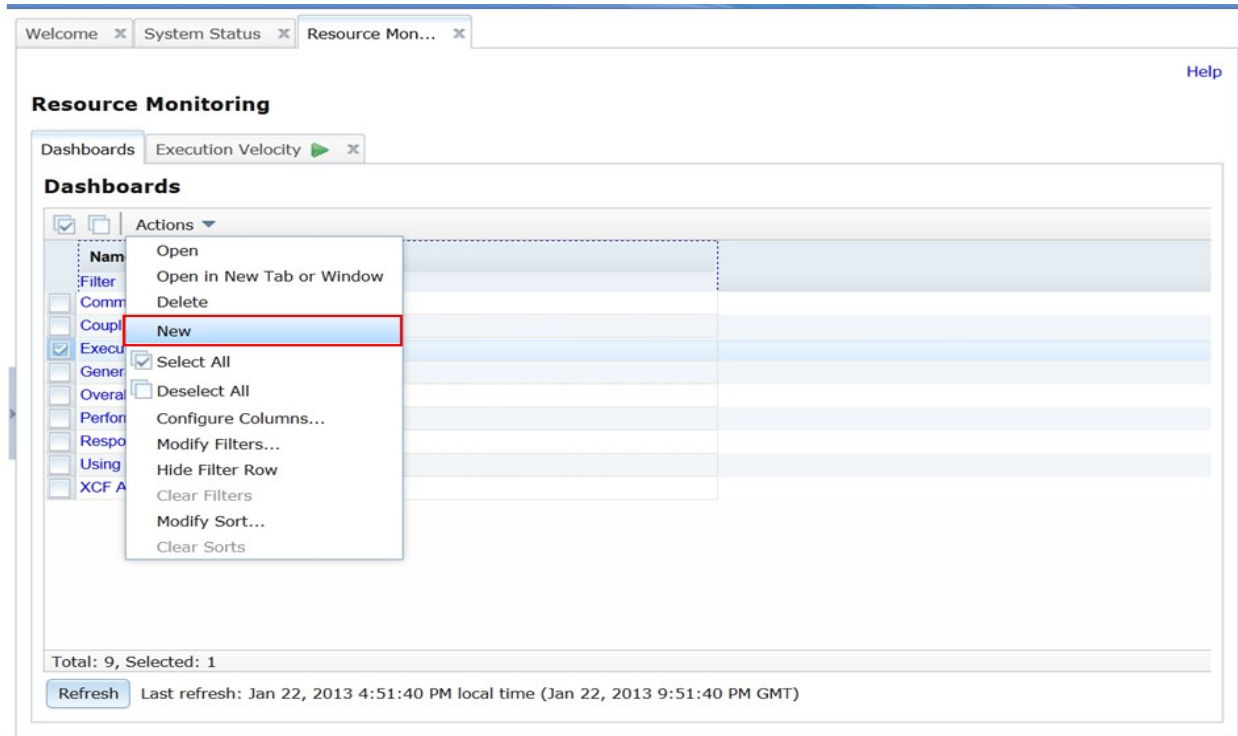 Welcome System Status Resource Mon...
Help
Resource Monitoring
Dashboards Execution Velocity
Dashboards
Actions
Open
Open in New Tab or Window
Delete
New
Select All
Deselect All
Configure Columns...
Modify Filters...
Hide Filter Row
Clear Filters
Modify Sort...
Clear Sorts
Nam
Filter
Comm
Coupl
Execu
Gener
Overal
Perfor
Respo
Using
XCF A
Total: 9, Selected: 1
Refresh Last refresh: Jan 22, 2013 4:51:40 PM local time (Jan 22, 2013 9:51:40 PM GMT)